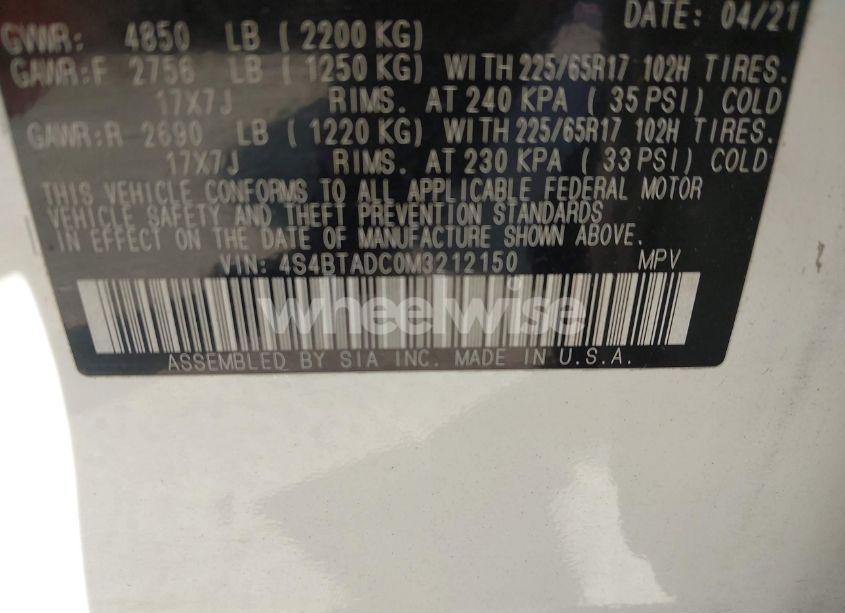 DATE: 04/21
GVWR: 4850 LB ( 2200 KG)
GAWR:F 2756 LB ( 1250 KG) WITH 225/65R17 102H TIRES.
17X7J RIMS. AT 240 KPA ( 35 PSI) COLD
GAWR:R 2690 LB ( 1220 KG) WITH 225/65R17 102H TIRES.
17X7J RIMS. AT 230 KPA ( 33 PSI) COLD
THIS VEHICLE CONFORMS TO ALL APPLICABLE FEDERAL MOTOR
VEHICLE SAFETY AND THEFT PREVENTION STANDARDS
IN EFFECT ON THE DATE OF MANUFACTURE SHOWN ABOVE.
VIN: 4S4BTADC0M3212150 MPV
wheelwise
ASSEMBLED BY SIA INC. MADE IN U.S.A.